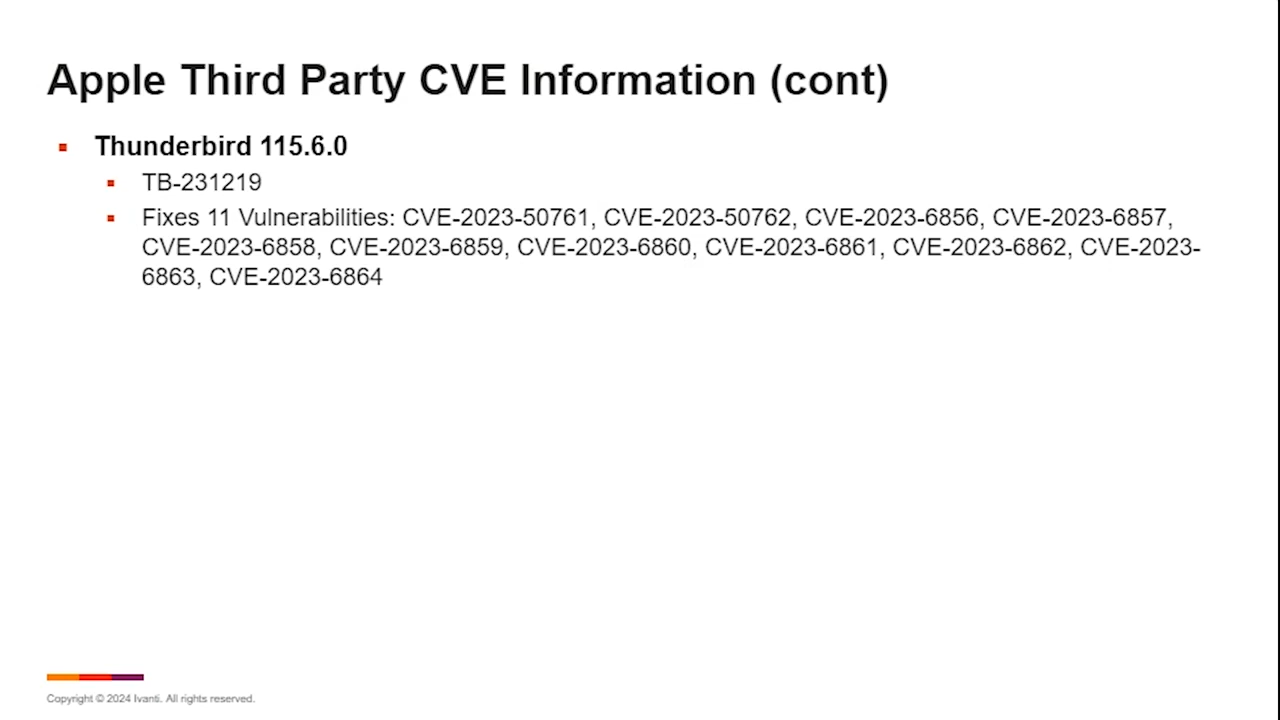 Apple Third Party CVE Information (cont)
Thunderbird 115.6.0
TB-231219
Fixes 11 Vulnerabilities: CVE-2023-50761, CVE-2023-50762, CVE-2023-6856, CVE-2023-6857,
CVE-2023-6858, CVE-2023-6859, CVE-2023-6860, CVE-2023-6861, CVE-2023-6862, CVE-2023-
6863, CVE-2023-6864
Copyright © 2024 Ivanti. All rights reserved.